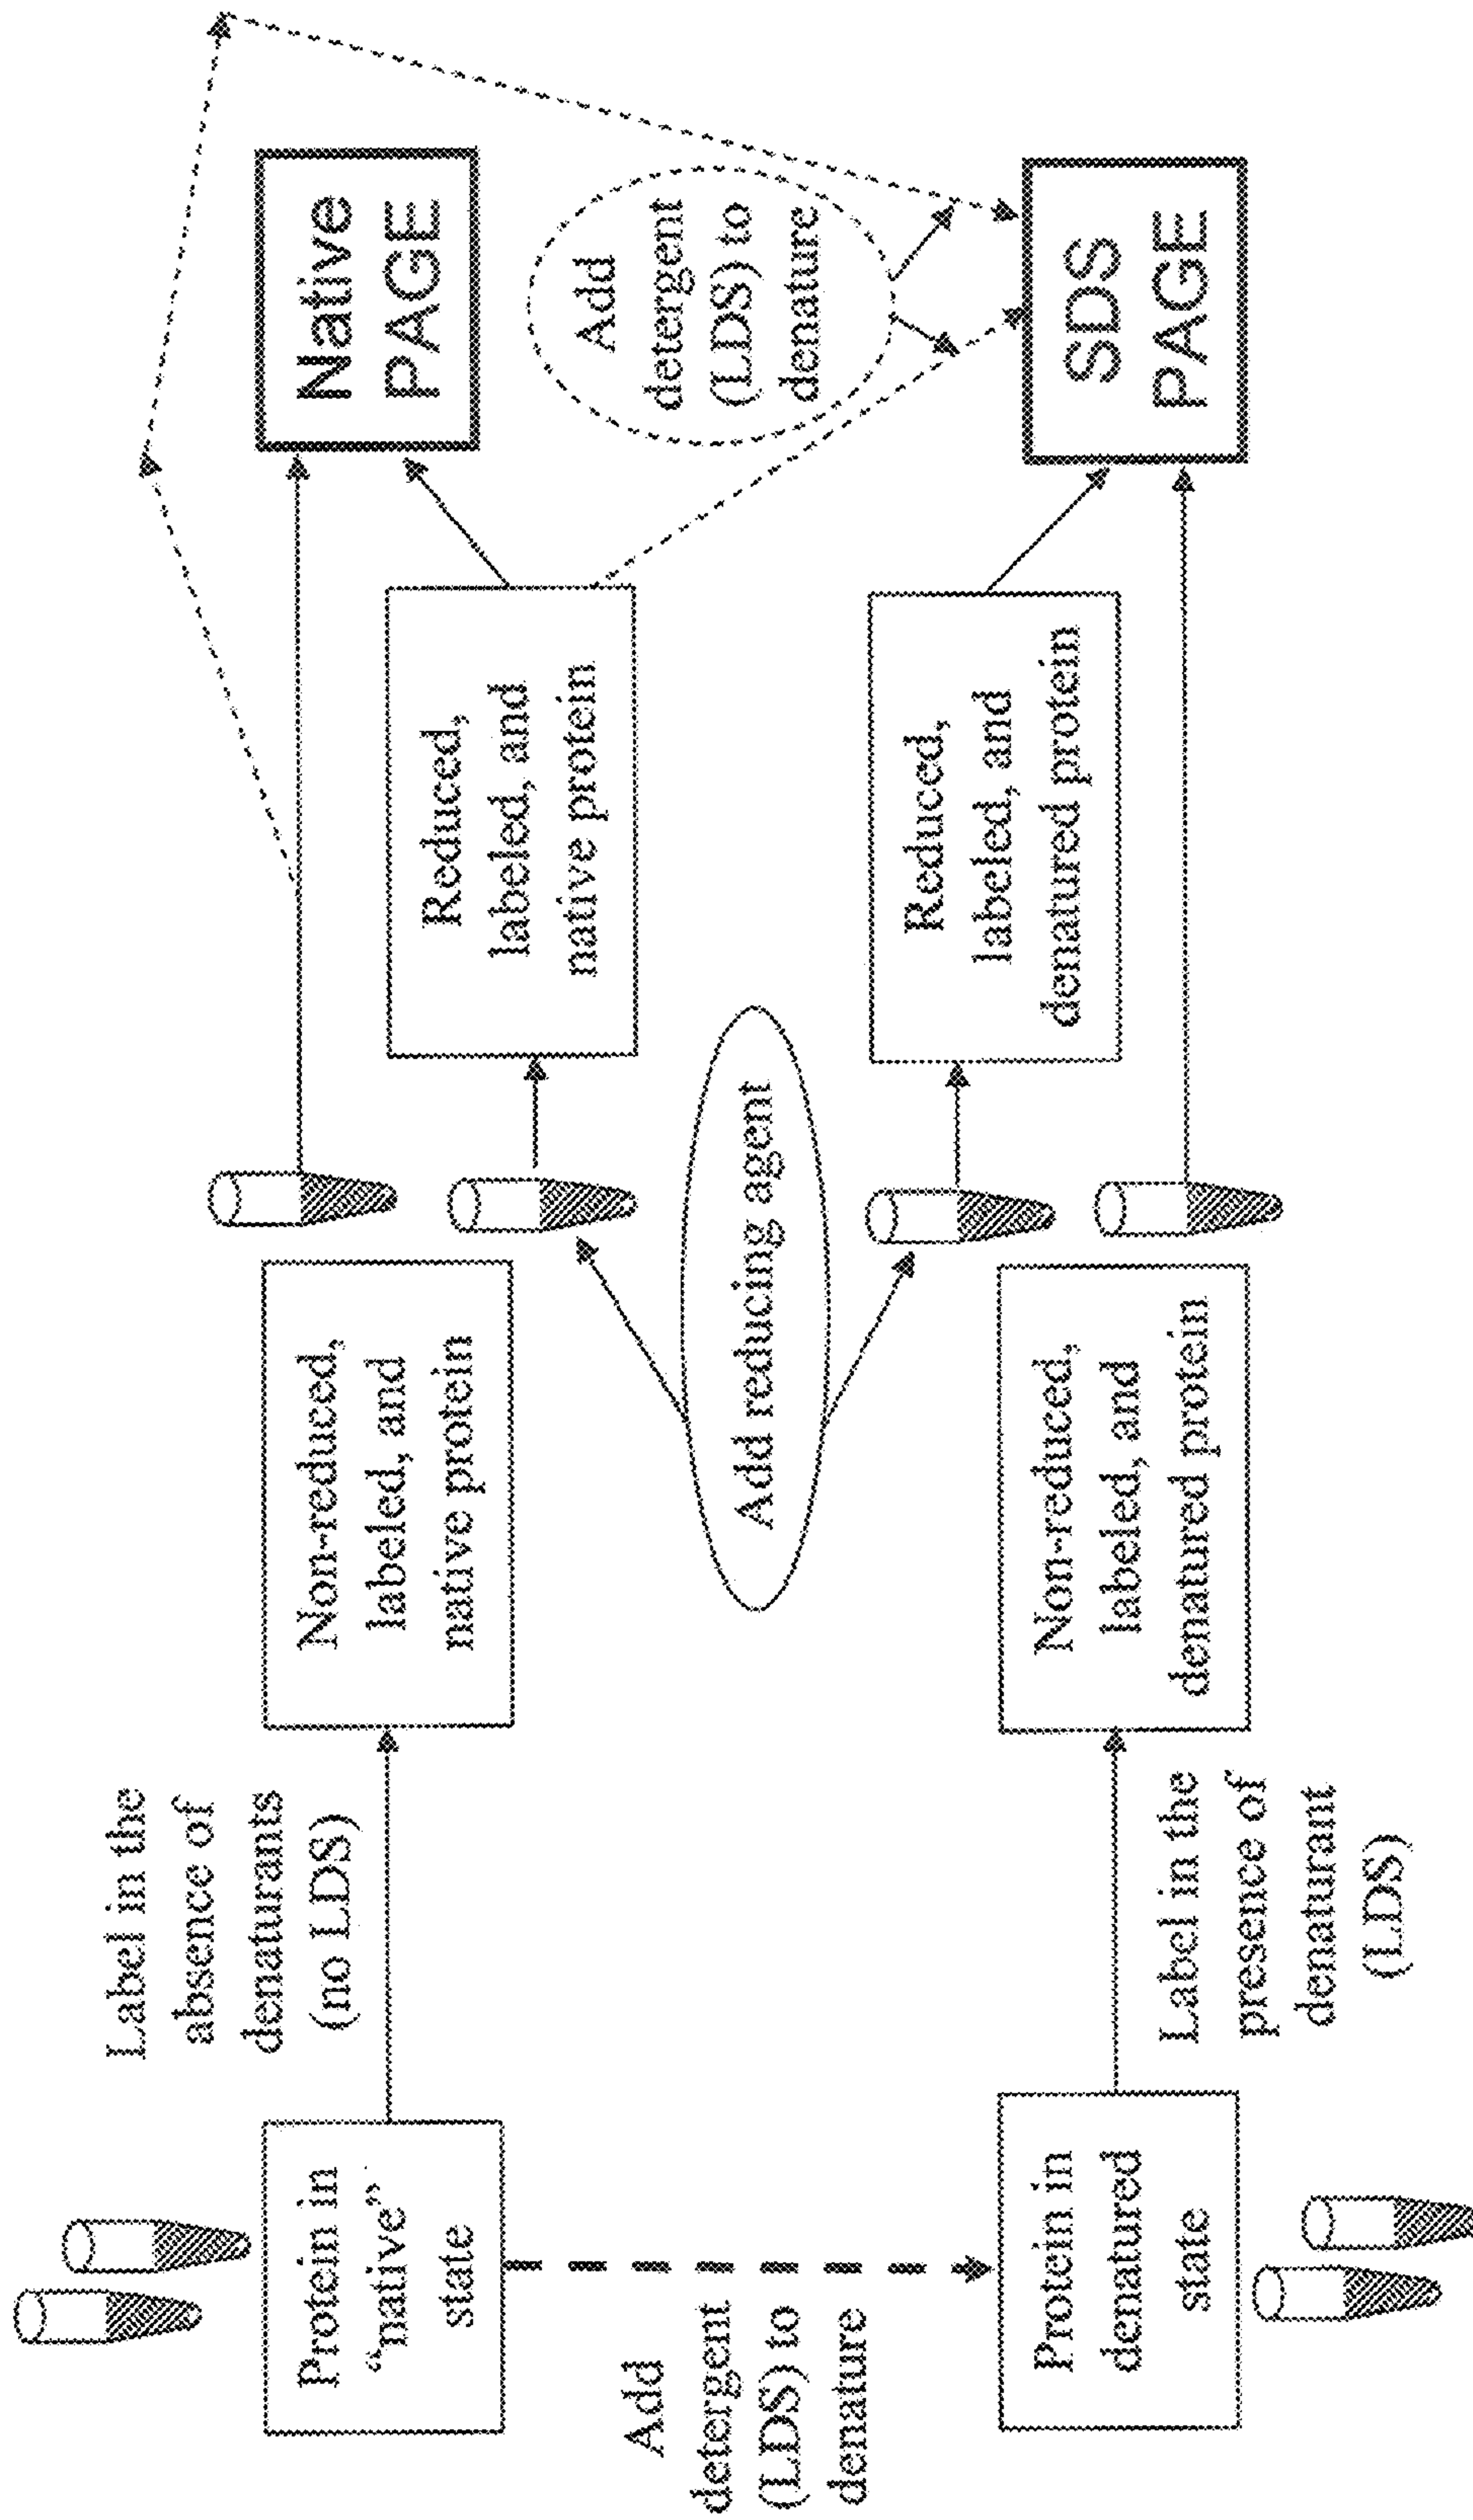 Protein in
“native”
state
Label in the
absence of
denaturants
(no LDS)
Non-reduced,
labeled, and
native protein
Reduced,
labeled, and
native protein
Native
PAGE
Add
detergent
(LDS) to
denature
Add reducing agent
Add
detergent
(LDS) to
denature
Protein in
denatured
state
Label in the
presence of
denaturant
(LDS)
Non-reduced,
labeled, and
denatured protein
Reduced,
labeled, and
denatured protein
SDS
PAGE